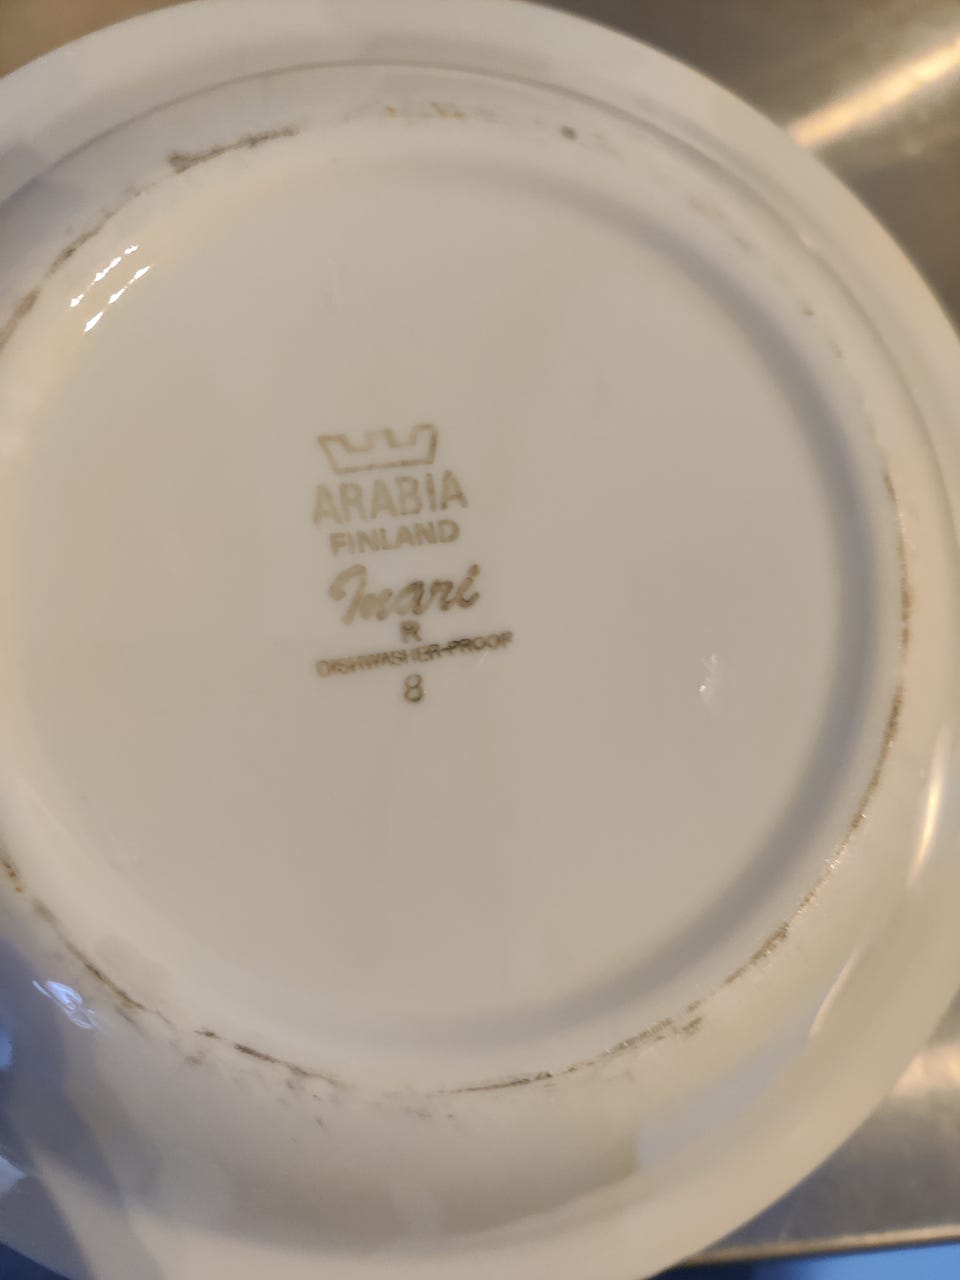 ARABIA
FINLAND
Inari
R
DISHWASHER-PROOF
8